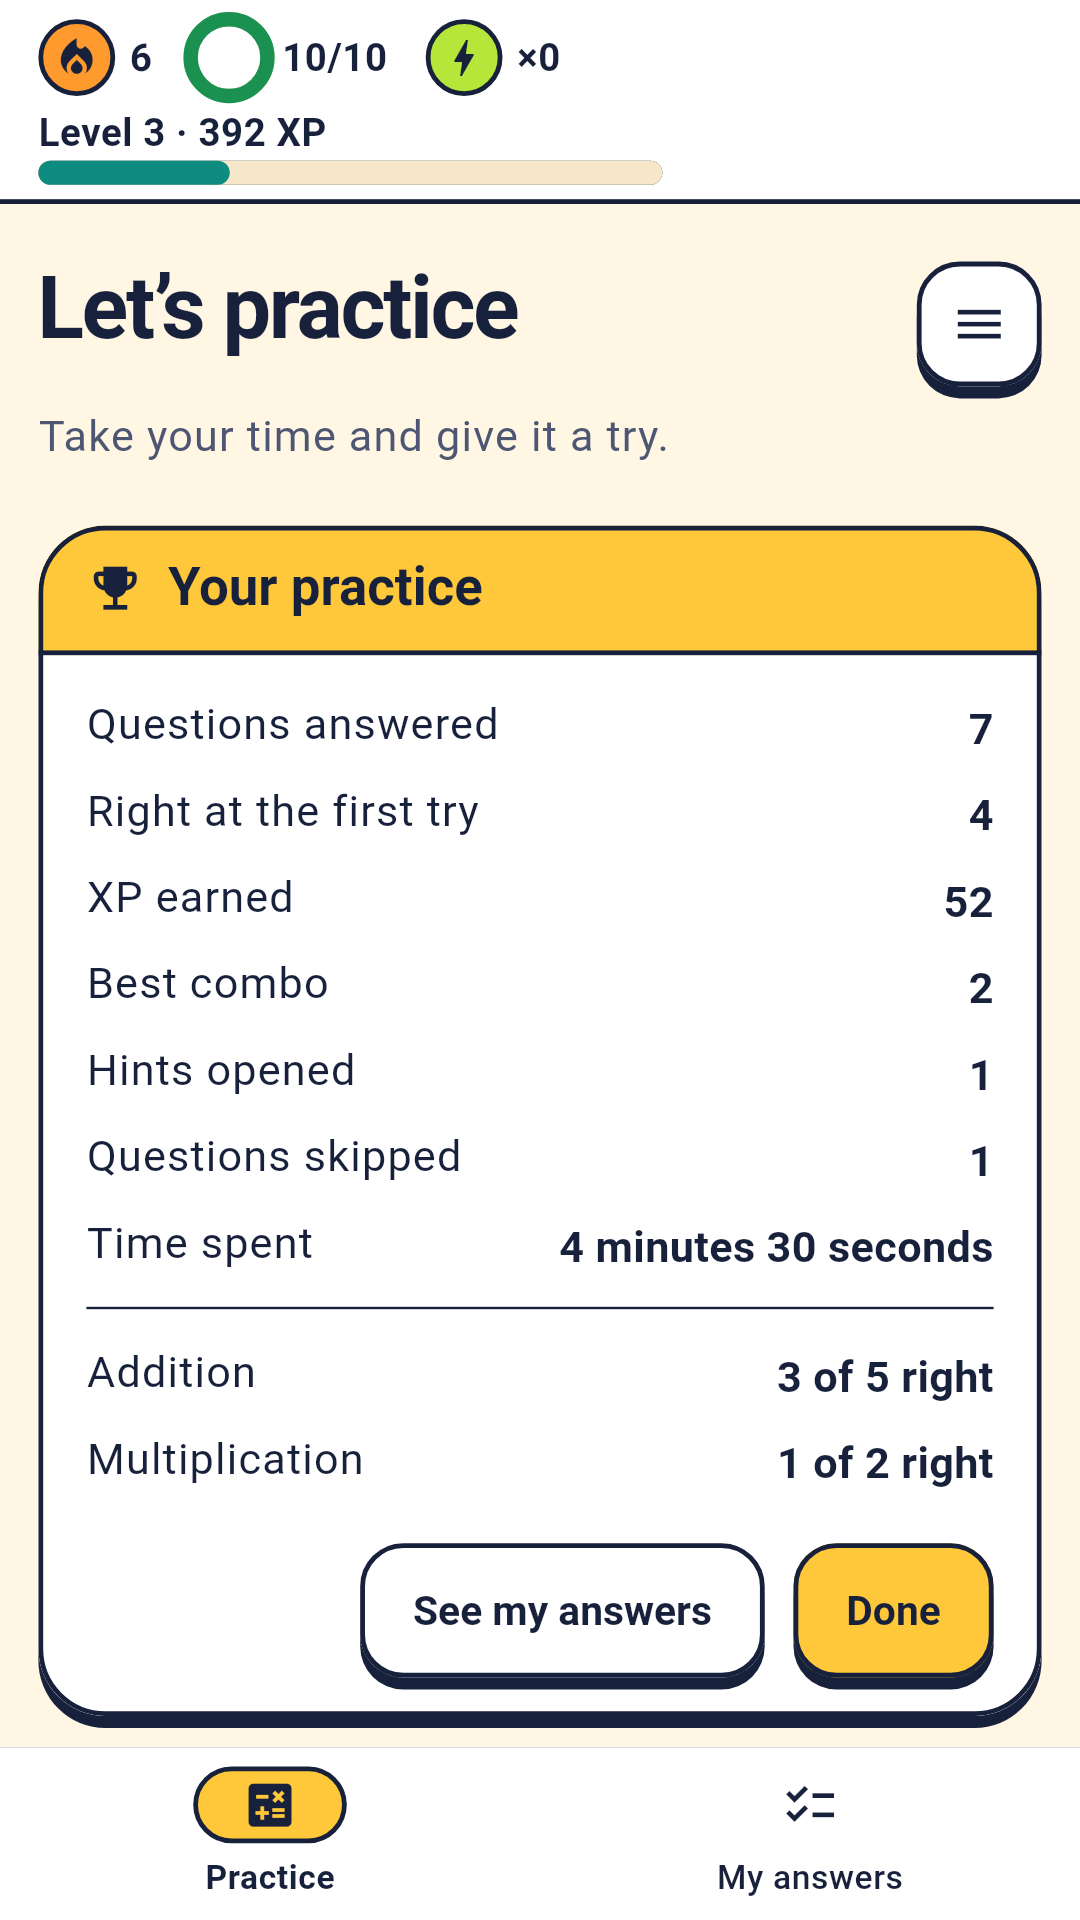 6 10/10 ×0
Level 3 · 392 XP
Let’s practice
Take your time and give it a try.
Your practice
Questions answered 7
Right at the first try 4
XP earned 52
Best combo 2
Hints opened 1
Questions skipped 1
Time spent 4 minutes 30 seconds
Addition 3 of 5 right
Multiplication 1 of 2 right
See my answers Done
Practice My answers